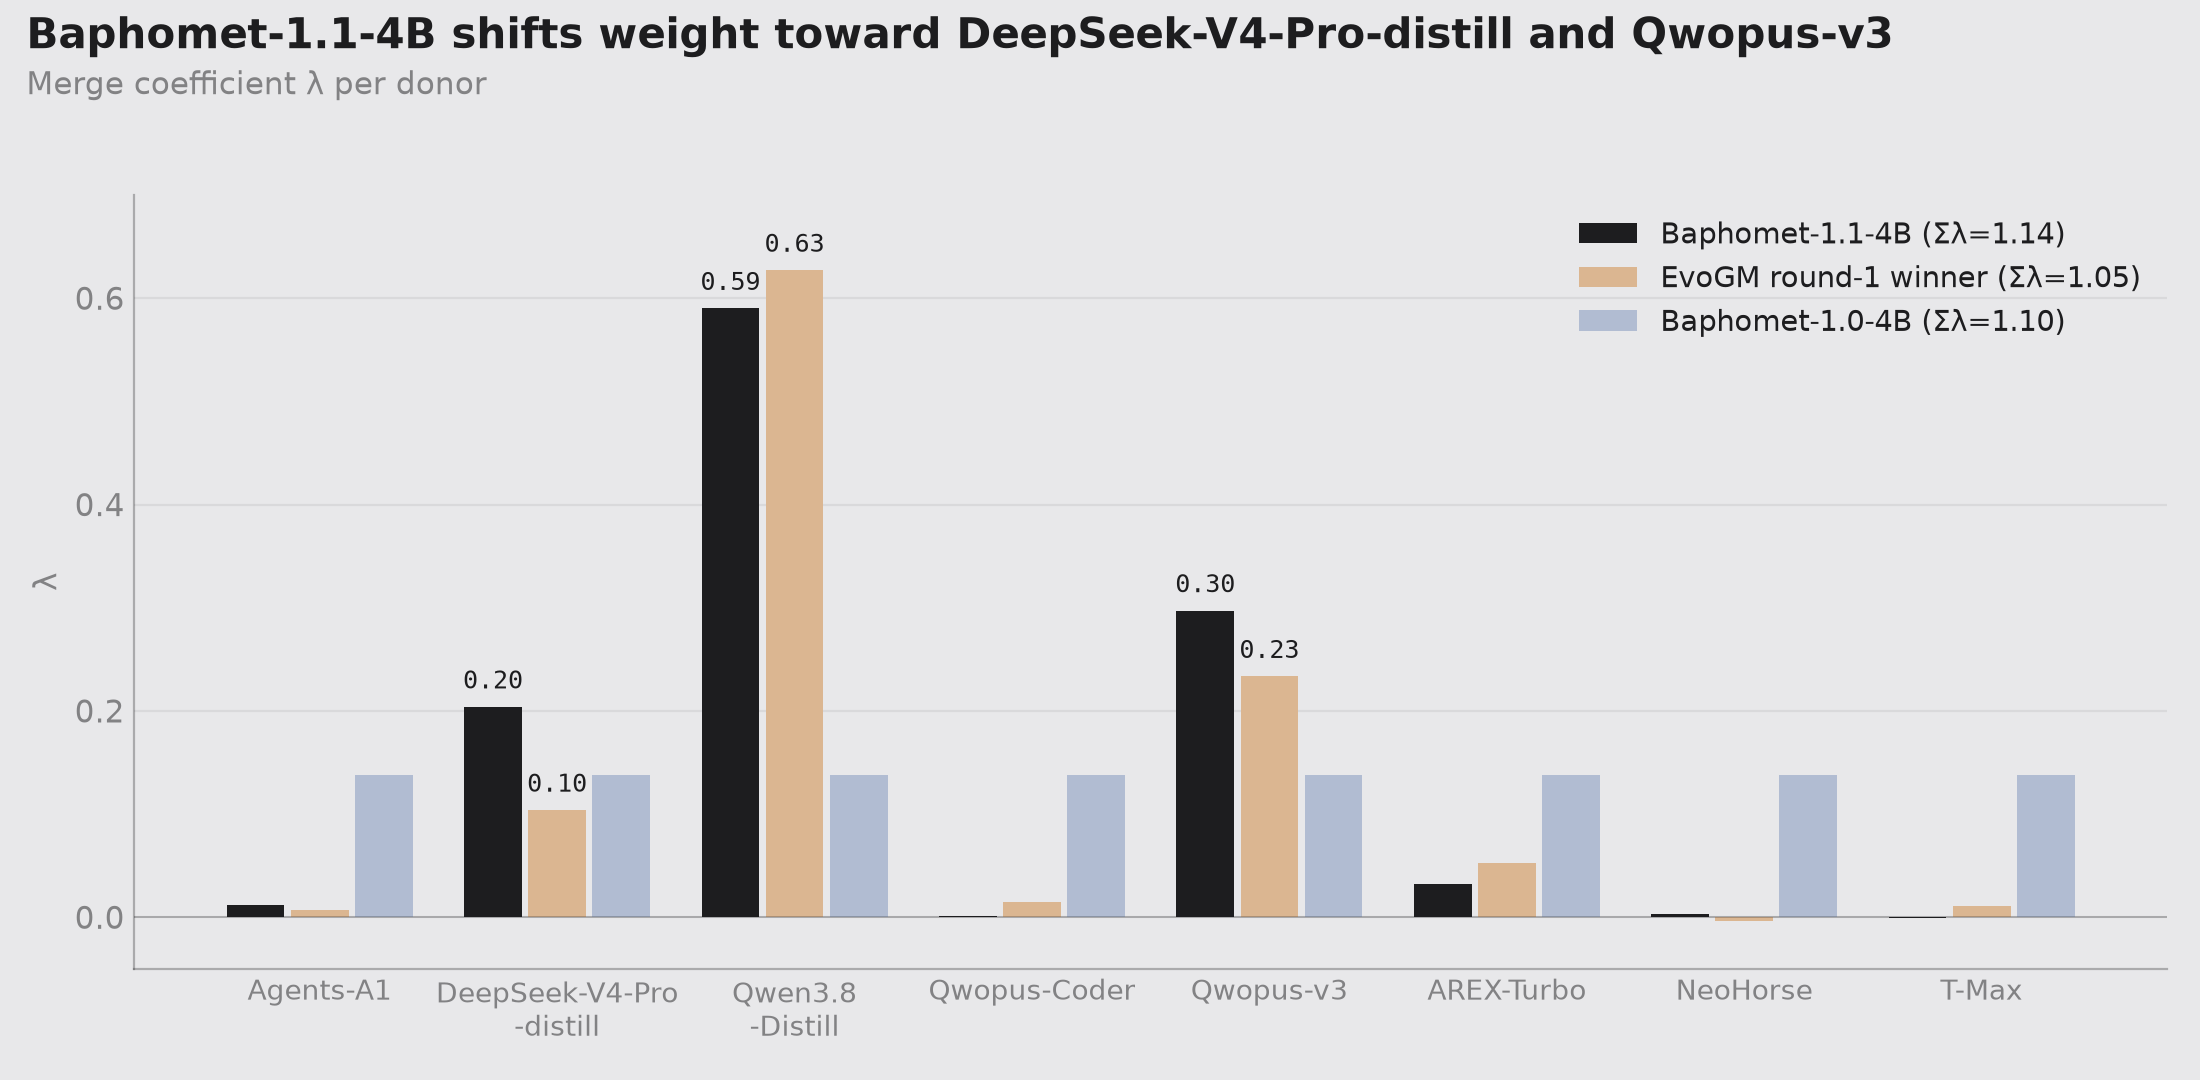 Baphomet-1.1-4B shifts weight toward DeepSeek-V4-Pro-distill and Qwopus-v3
Merge coefficient λ per donor
Baphomet-1.1-4B (Σλ=1.14)
EvoGM round-1 winner (Σλ=1.05)
Baphomet-1.0-4B (Σλ=1.10)
λ
0.6
0.4
0.2
0.0
0.20
0.10
0.59
0.63
0.30
0.23
Agents-A1
DeepSeek-V4-Pro
-distill
Qwen3.8
-Distill
Qwopus-Coder
Qwopus-v3
AREX-Turbo
NeoHorse
T-Max